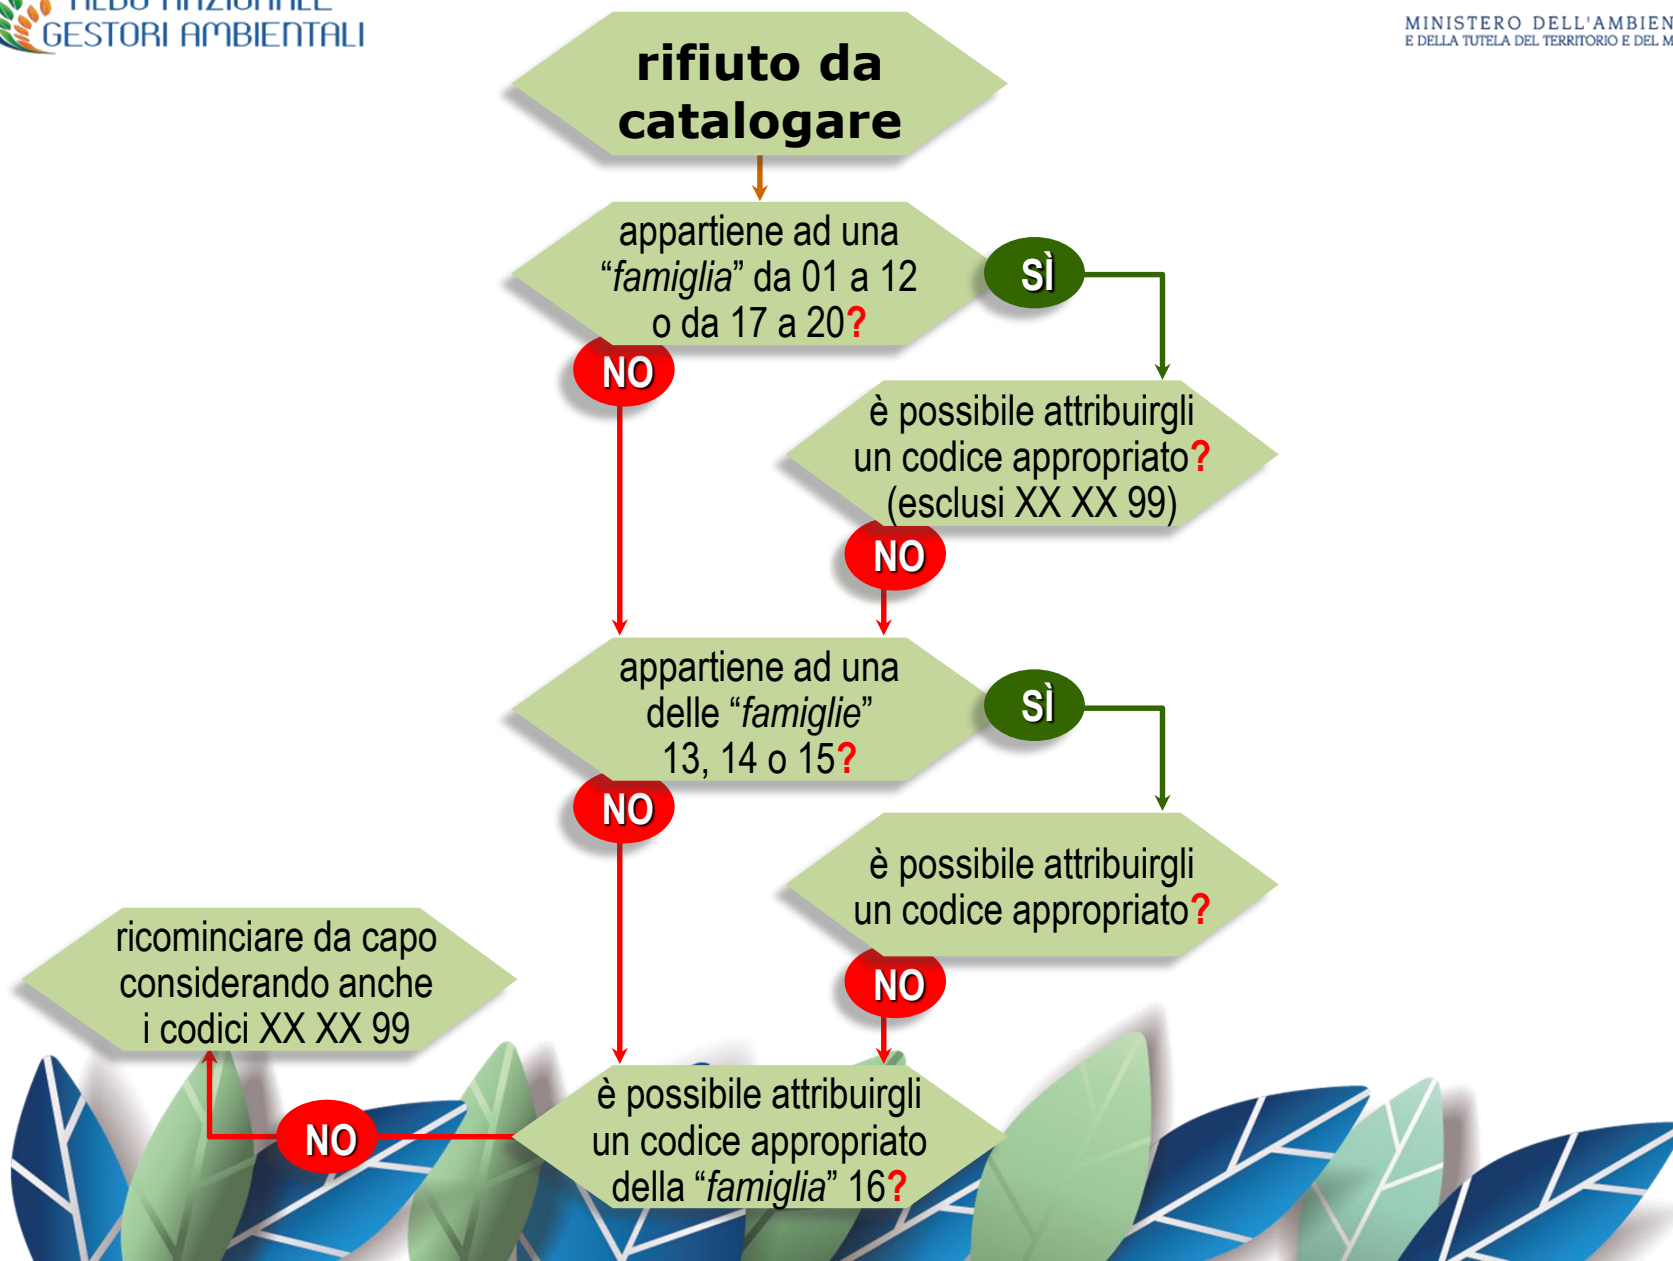 NAZIONALE
GESTORI AMBIENTALI
MINISTERO DELL'AMBIEN
E DELLA TUTELA DEL TERRITORIO E DEL M
rifiuto da
catalogare
appartiene ad una
“famiglia” da 01 a 12
o da 17 a 20?
SÌ
NO
è possibile attribuirgli
un codice appropriato?
(esclusi XX XX 99)
NO
appartiene ad una
delle “famiglie”
13, 14 o 15?
SÌ
NO
è possibile attribuirgli
un codice appropriato?
NO
ricominciare da capo
considerando anche
i codici XX XX 99
NO
è possibile attribuirgli
un codice appropriato
della “famiglia” 16?